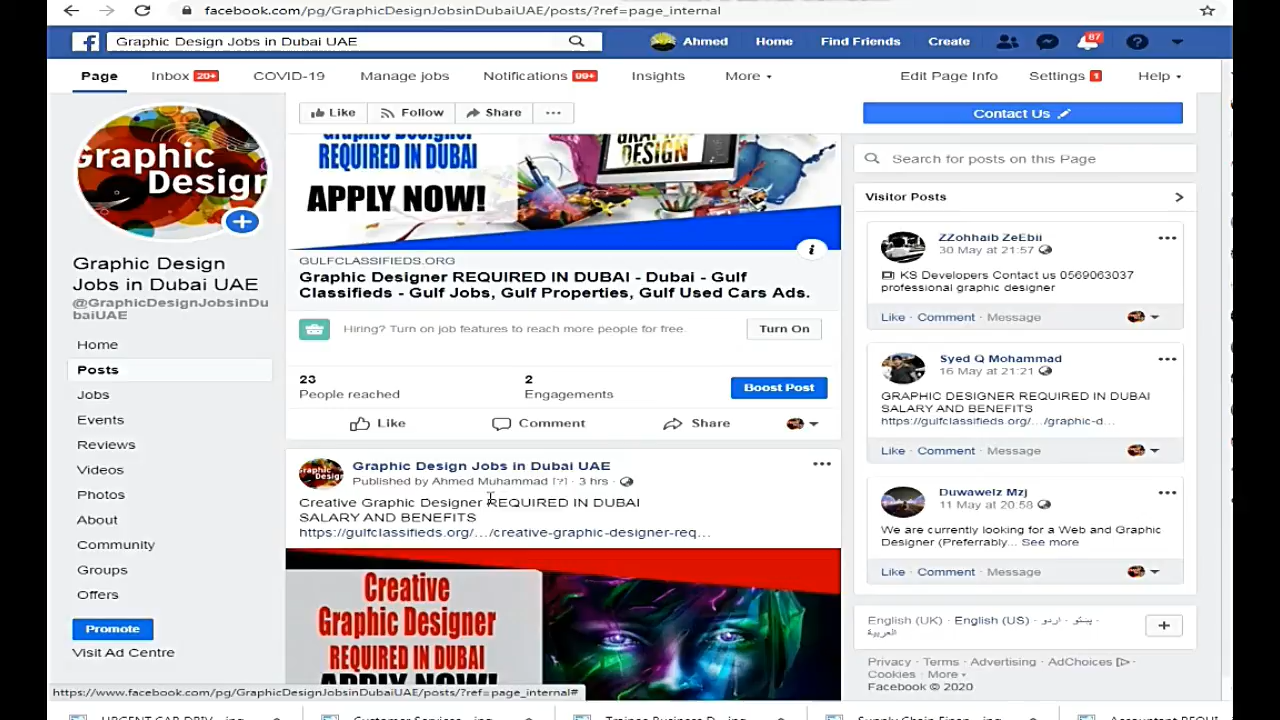 facebook.com/pg/GraphicDesignJobsinDubaiUAE/posts/?ref=page_internal
Graphic Design Jobs in Dubai UAE
Ahmed Home Find Friends Create 87
Page Inbox 20+ COVID-19 Manage jobs Notifications 99+ Insights More Edit Page Info Settings 1 Help
Graphic
Design
Graphic Design
Jobs in Dubai UAE
@GraphicDesignJobsinDu
baiUAE
Home
Posts
Jobs
Events
Reviews
Videos
Photos
About
Community
Groups
Offers
Promote
Visit Ad Centre
Like Follow Share ...
Contact Us
Graphic Designer
REQUIRED IN DUBAI
APPLY NOW!
GRAPHIC
DESIGN
GULFCLASSIFIEDS.ORG
Graphic Designer REQUIRED IN DUBAI - Dubai - Gulf
Classifieds - Gulf Jobs, Gulf Properties, Gulf Used Cars Ads.
Hiring? Turn on job features to reach more people for free. Turn On
23
People reached
2
Engagements
Boost Post
Like Comment Share
Graphic Design Jobs in Dubai UAE
Published by Ahmed Muhammad [?] · 3 hrs ·
Creative Graphic Designer REQUIRED IN DUBAI
SALARY AND BENEFITS
https://gulfclassifieds.org/.../creative-graphic-designer-req...
Creative
Graphic Designer
REQUIRED IN DUBAI
Search for posts on this Page
Visitor Posts
ZZohhaib ZeEbii
30 May at 21:57
KS Developers Contact us 0569063037
professional graphic designer
Like · Comment · Message
Syed Q Mohammad
16 May at 21:21
GRAPHIC DESIGNER REQUIRED IN DUBAI
SALARY AND BENEFITS
https://gulfclassifieds.org/.../graphic-d...
Like · Comment · Message
Duwawelz Mzj
11 May at 20:58
We are currently looking for a Web and Graphic
Designer (Preferrably... See more
Like · Comment · Message
English (UK) · English (US) · اردو · پښتو ·
العربية
Privacy · Terms · Advertising · AdChoices ·
Cookies · More
Facebook © 2020
https://www.facebook.com/pg/GraphicDesignJobsinDubaiUAE/posts/?ref=page_internal#